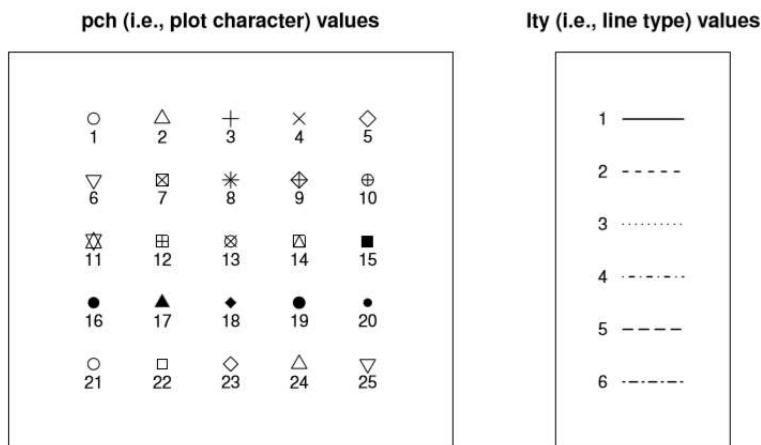 pch (i.e., plot character) values
1 2 3 4 5
6 7 8 9 10
11 12 13 14 15
16 17 18 19 20
21 22 23 24 25
lty (i.e., line type) values
1
2
3
4
5
6